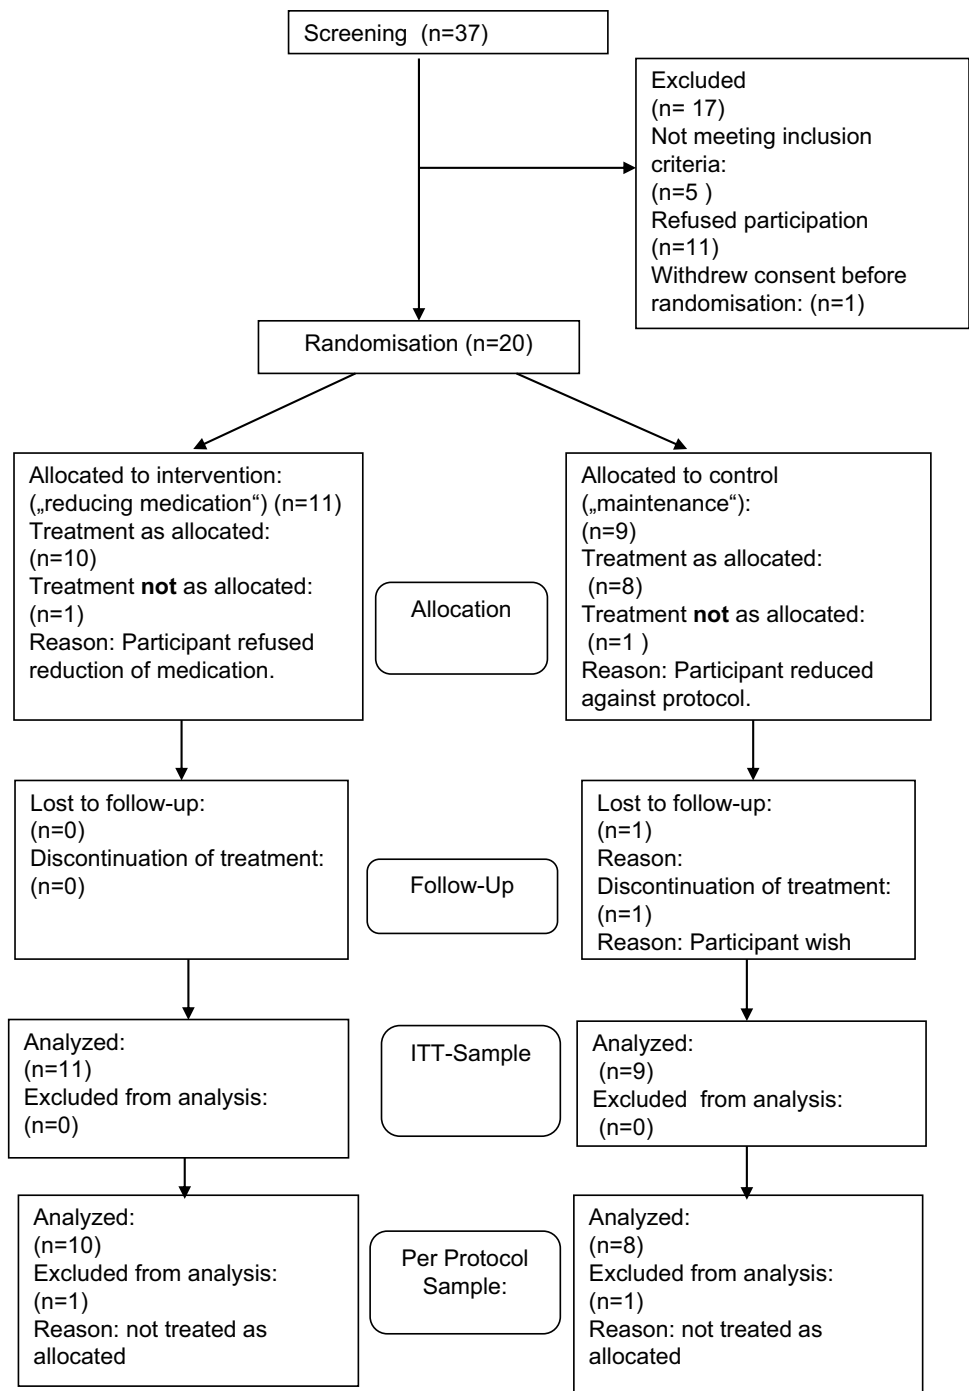 Screening (n=37)
Excluded
(n= 17)
Not meeting inclusion
criteria:
(n=5 )
Refused participation
(n=11)
Withdrew consent before
randomisation: (n=1)
Randomisation (n=20)
Allocated to intervention:
(„reducing medication“) (n=11)
Treatment as allocated:
(n=10)
Treatment not as allocated:
(n=1)
Reason: Participant refused
reduction of medication.
Allocation
Allocated to control
(„maintenance“):
(n=9)
Treatment as allocated:
(n=8)
Treatment not as allocated:
(n=1 )
Reason: Participant reduced
against protocol.
Lost to follow-up:
(n=0)
Discontinuation of treatment:
(n=0)
Follow-Up
Lost to follow-up:
(n=1)
Reason:
Discontinuation of treatment:
(n=1)
Reason: Participant wish
Analyzed:
(n=11)
Excluded from analysis:
(n=0)
ITT-Sample
Analyzed:
(n=9)
Excluded from analysis:
(n=0)
Analyzed:
(n=10)
Excluded from analysis:
(n=1)
Reason: not treated as
allocated
Per Protocol
Sample:
Analyzed:
(n=8)
Excluded from analysis:
(n=1)
Reason: not treated as
allocated